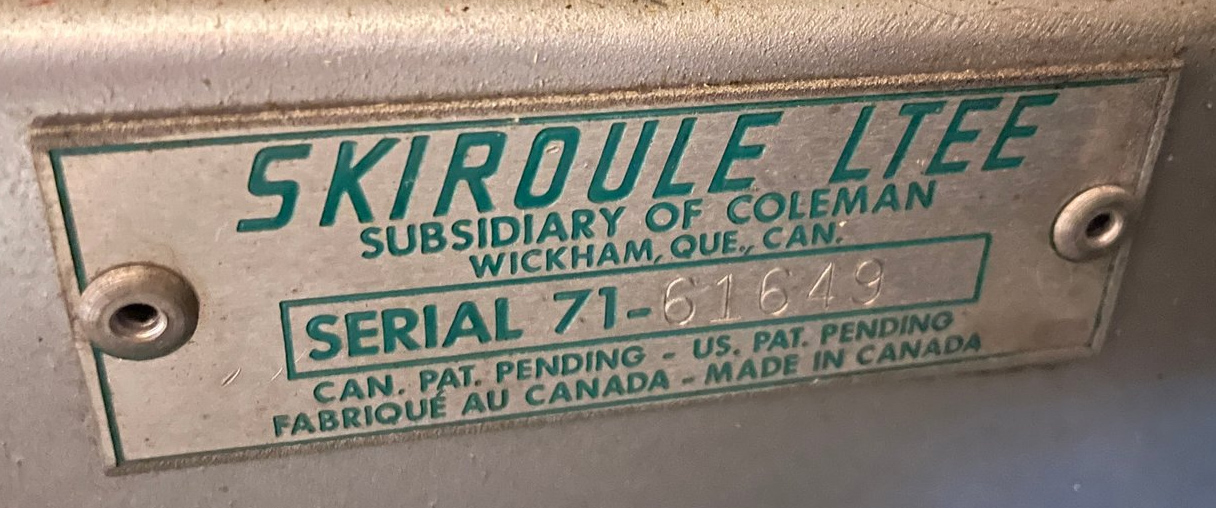 SKIROULE LTEE
SUBSIDIARY OF COLEMAN
WICKHAM, QUE., CAN.
SERIAL 71-61649
CAN. PAT. PENDING - US. PAT. PENDING
FABRIQUÉ AU CANADA - MADE IN CANADA